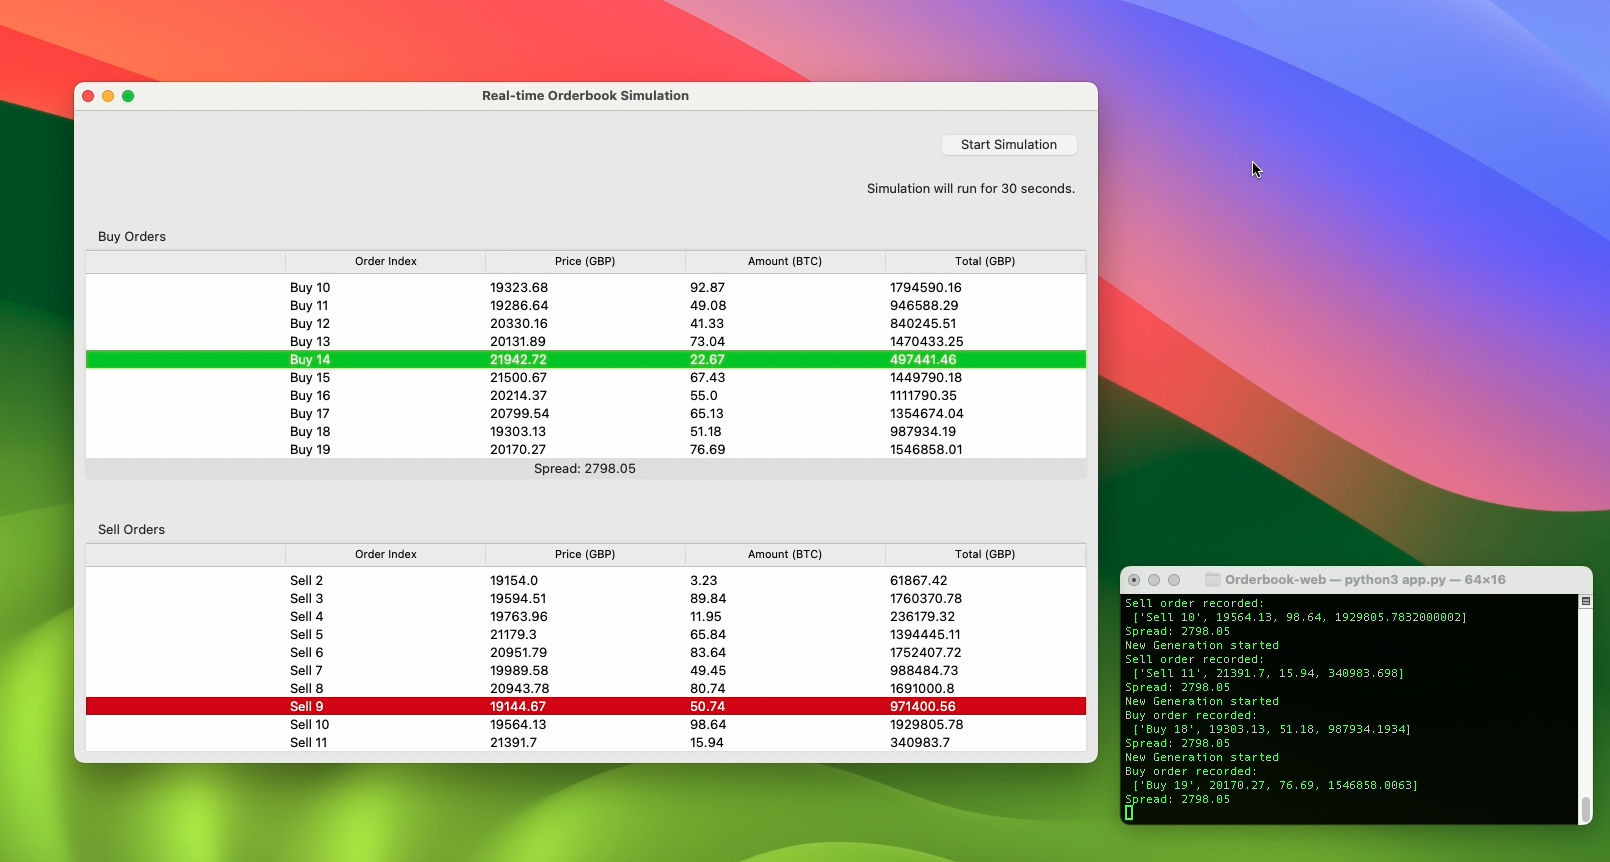 Real-time Orderbook Simulation
Start Simulation
Simulation will run for 30 seconds.
Buy Orders
Order Index Price (GBP) Amount (BTC) Total (GBP)
Buy 10 19323.68 92.87 1794590.16
Buy 11 19286.64 49.08 946588.29
Buy 12 20330.16 41.33 840245.51
Buy 13 20131.89 73.04 1470433.25
Buy 14 21942.72 22.67 497441.46
Buy 15 21500.67 67.43 1449790.18
Buy 16 20214.37 55.0 1111790.35
Buy 17 20799.54 65.13 1354674.04
Buy 18 19303.13 51.18 987934.19
Buy 19 20170.27 76.69 1546858.01
Spread: 2798.05
Sell Orders
Order Index Price (GBP) Amount (BTC) Total (GBP)
Sell 2 19154.0 3.23 61867.42
Sell 3 19594.51 89.84 1760370.78
Sell 4 19763.96 11.95 236179.32
Sell 5 21179.3 65.84 1394445.11
Sell 6 20951.79 83.64 1752407.72
Sell 7 19989.58 49.45 988484.73
Sell 8 20943.78 80.74 1691000.8
Sell 9 19144.67 50.74 971400.56
Sell 10 19564.13 98.64 1929805.78
Sell 11 21391.7 15.94 340983.7
Orderbook-web — python3 app.py — 64×16
Sell order recorded:
['Sell 10', 19564.13, 98.64, 1929805.7832000002]
Spread: 2798.05
New Generation started
Sell order recorded:
['Sell 11', 21391.7, 15.94, 340983.698]
Spread: 2798.05
New Generation started
Buy order recorded:
['Buy 18', 19303.13, 51.18, 987934.1934]
Spread: 2798.05
New Generation started
Buy order recorded:
['Buy 19', 20170.27, 76.69, 1546858.0063]
Spread: 2798.05